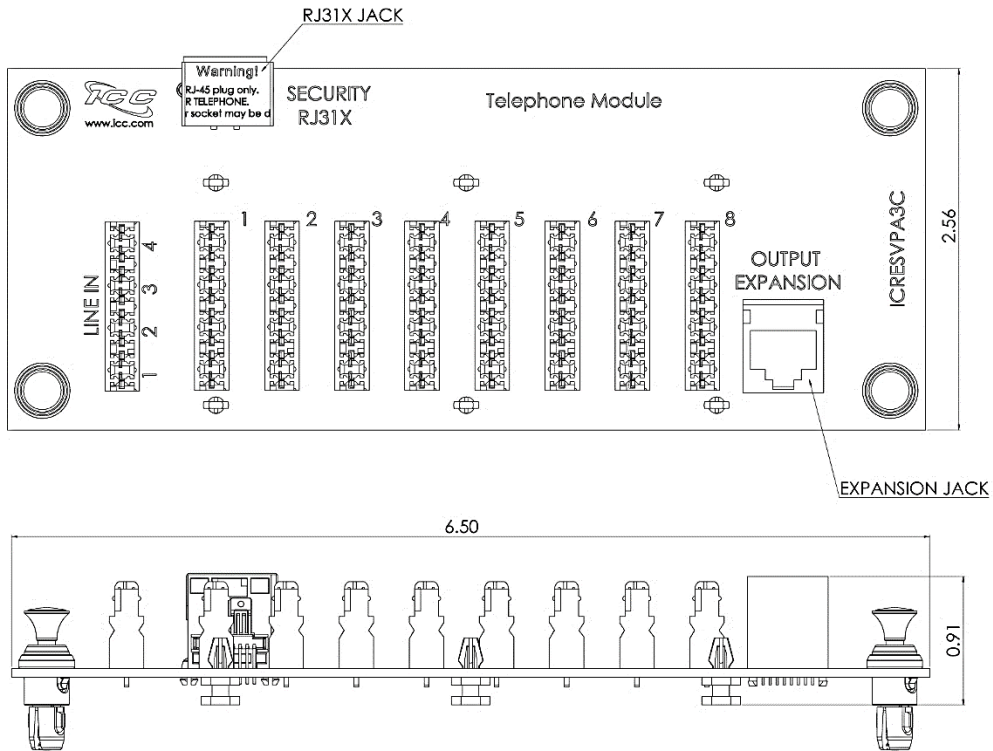 RJ31X JACK
Warning!
RJ-45 plug only.
R TELEPHONE.
r socket may be d
ICC
www.icc.com
SECURITY
RJ31X
Telephone Module
1 2 3 4 5 6 7 8
LINE IN
4
3
2
1
OUTPUT
EXPANSION
ICRESVPA3C
2.56
EXPANSION JACK
6.50
0.91